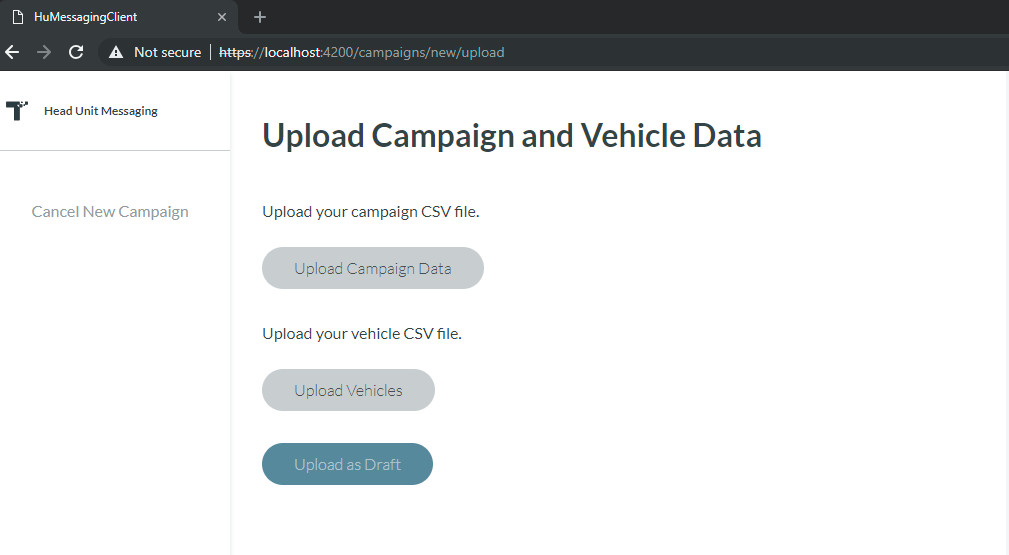 HuMessagingClient
Not secure | https://localhost:4200/campaigns/new/upload
Head Unit Messaging
Cancel New Campaign
Upload Campaign and Vehicle Data
Upload your campaign CSV file.
Upload Campaign Data
Upload your vehicle CSV file.
Upload Vehicles
Upload as Draft